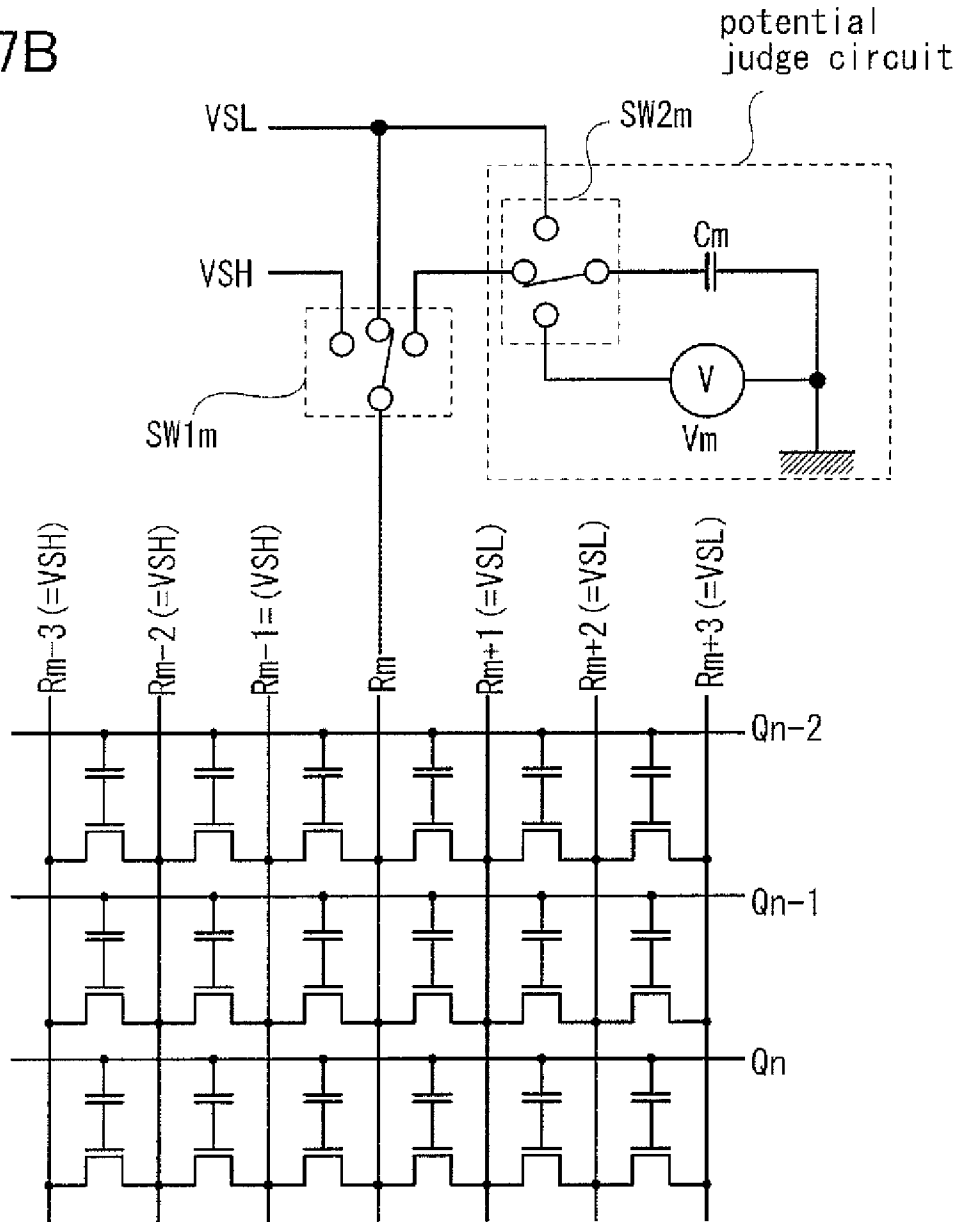 7B
potential
judge circuit
VSL
SW2m
Cm
VSH
V
SW1m
Vm
Rm-3(=VSH)
Rm-2(=VSH)
Rm-1=(VSH)
Rm
Rm+1(=VSL)
Rm+2(=VSL)
Rm+3(=VSL)
Qn-2
Qn-1
Qn